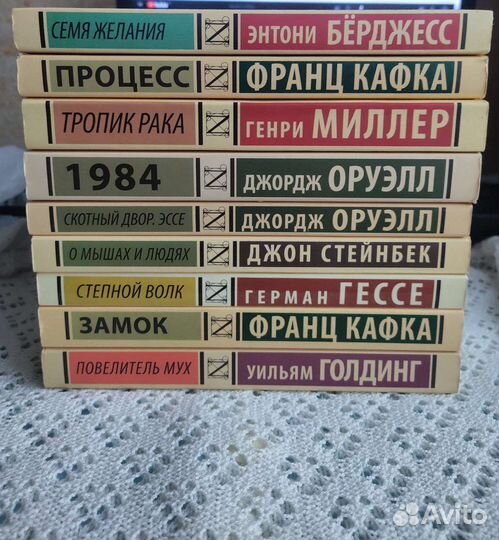 СЕМЯ ЖЕЛАНИЯ N ЭНТОНИ БЁРДЖЕСС
ПРОЦЕСС N ФРАНЦ КАФКА
ТРОПИК РАКА N ГЕНРИ МИЛЛЕР
1984 N ДЖОРДЖ ОРУЭЛЛ
СКОТНЫЙ ДВОР. ЭССЕ N ДЖОРДЖ ОРУЭЛЛ
О МЫШАХ И ЛЮДЯХ N ДЖОН СТЕЙНБЕК
СТЕПНОЙ ВОЛК N ГЕРМАН ГЕССЕ
ЗАМОК N ФРАНЦ КАФКА
ПОВЕЛИТЕЛЬ МУХ N УИЛЬЯМ ГОЛДИНГ
Avito